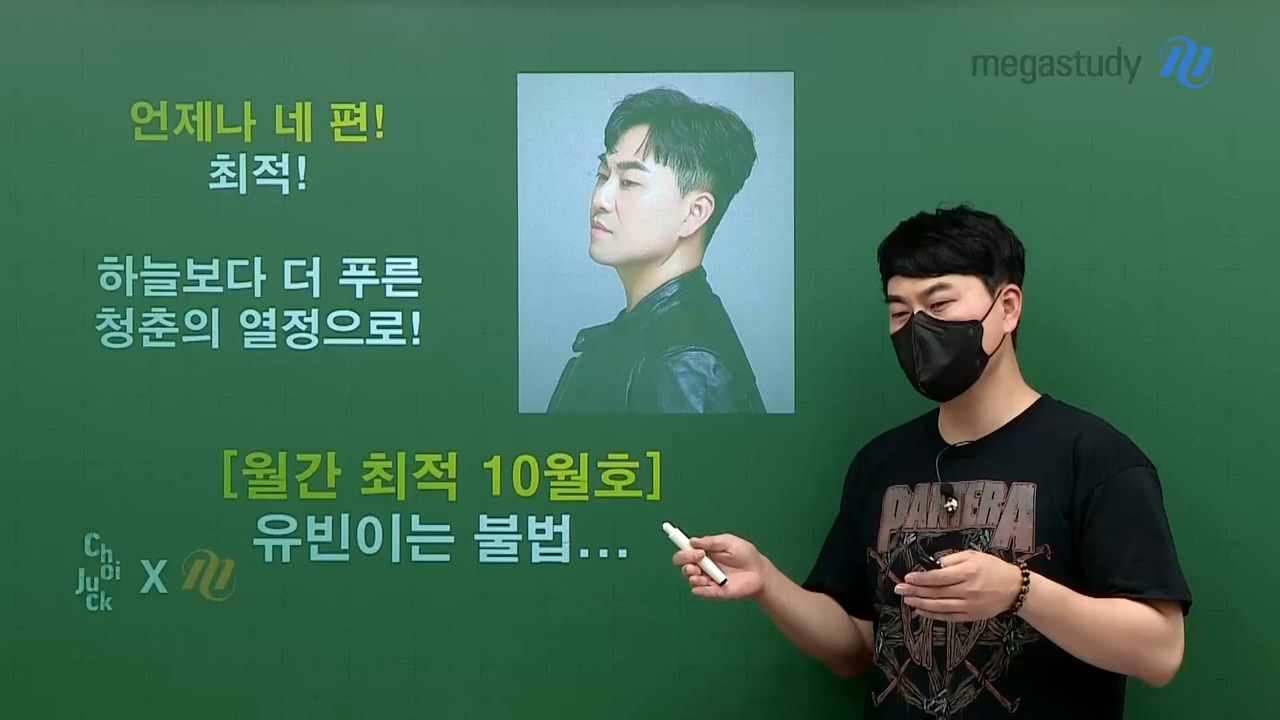 megastudy
언제나 네 편!
최적!
하늘보다 더 푸른
청춘의 열정으로!
[월간 최적 10월호]
유빈이는 불법...
Choi
Juck
X
PANTERA